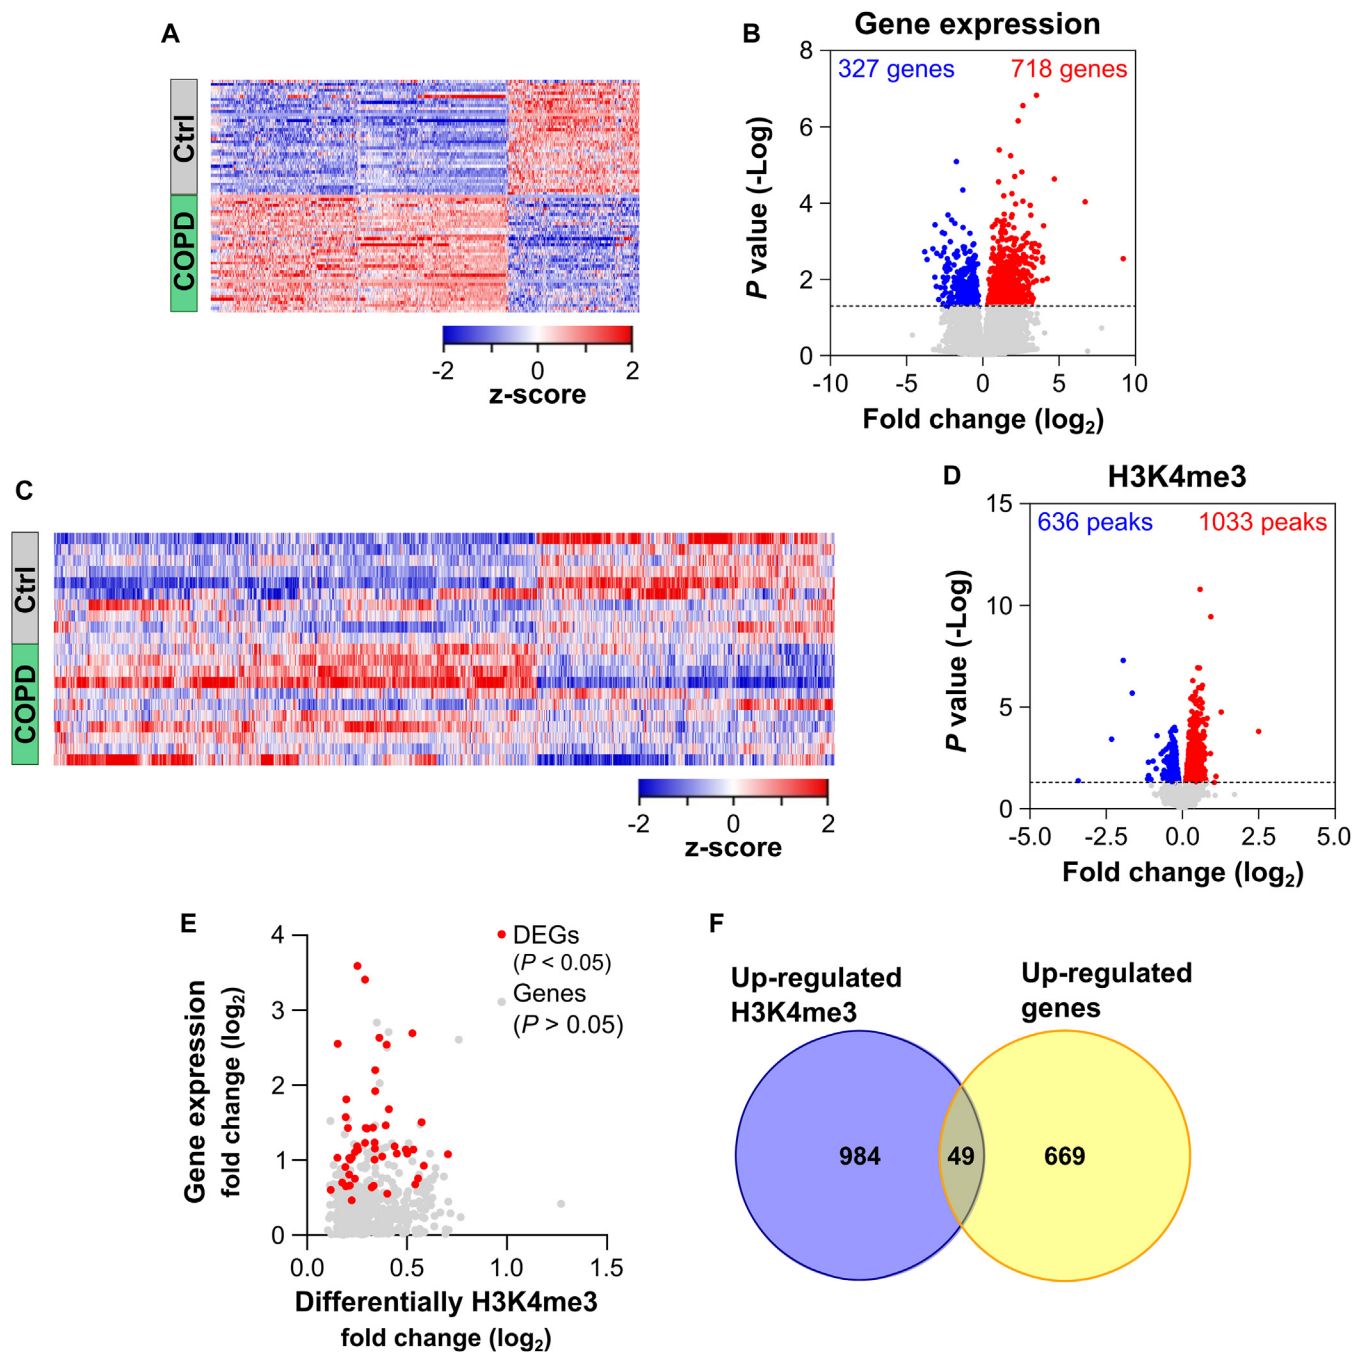 A
Ctrl
COPD
-2 0 2
z-score
B
Gene expression
327 genes 718 genes
P value (-Log)
8
6
4
2
0
-10 -5 0 5 10
Fold change (log₂)
C
Ctrl
COPD
-2 0 2
z-score
D
H3K4me3
636 peaks 1033 peaks
P value (-Log)
15
10
5
0
-5.0 -2.5 0.0 2.5 5.0
Fold change (log₂)
E
DEGs
(P < 0.05)
Genes
(P > 0.05)
Gene expression
fold change (log₂)
4
3
2
1
0
0.0 0.5 1.0 1.5
Differentially H3K4me3
fold change (log₂)
F
Up-regulated
H3K4me3
Up-regulated
genes
984 49 669